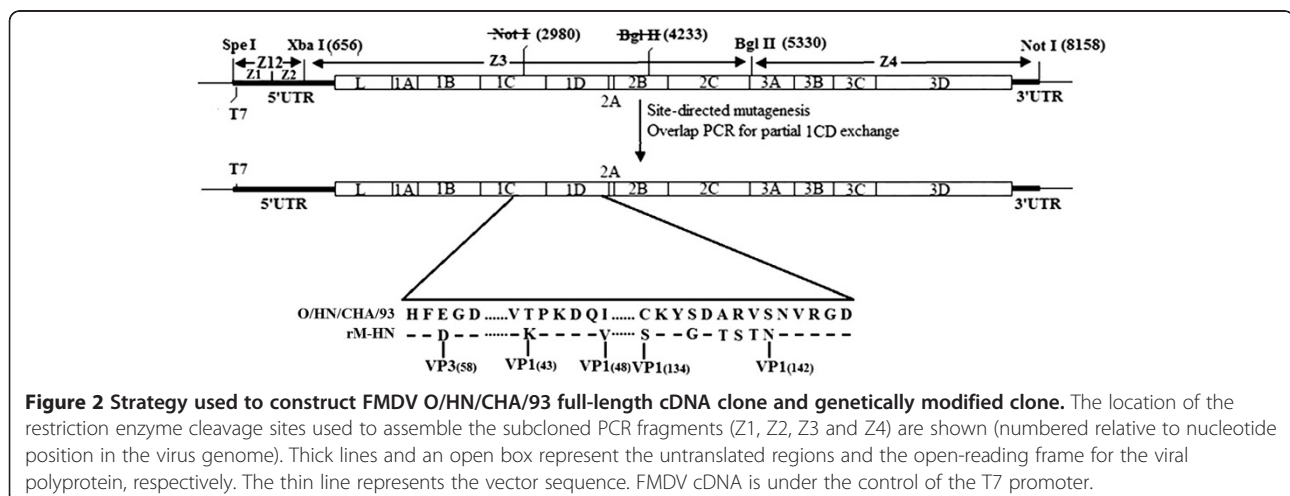 Spe I Xba I (656) Not I (2980) Bgl II (4233) Bgl II (5330) Not I (8158)
Z12 Z3 Z4
Z1 Z2
L 1A 1B 1C 1D 2B 2C 3A 3B 3C 3D
5'UTR 2A 3'UTR
T7
Site-directed mutagenesis
Overlap PCR for partial 1CD exchange
T7 2A
L 1A 1B 1C 1D 2B 2C 3A 3B 3C 3D
5'UTR 3'UTR
O/HN/CHA/93 H F E G D ......V T P K D Q I ...... C K Y S D A R V S N V R G D
rM-HN – – D – – ...... – K – – – – V ...... S – – G – T S T N – – – – –
VP3(58) VP1(43) VP1(48) VP1(134) VP1(142)
Figure 2 Strategy used to construct FMDV O/HN/CHA/93 full-length cDNA clone and genetically modified clone. The location of the
restriction enzyme cleavage sites used to assemble the subcloned PCR fragments (Z1, Z2, Z3 and Z4) are shown (numbered relative to nucleotide
position in the virus genome). Thick lines and an open box represent the untranslated regions and the open-reading frame for the viral
polyprotein, respectively. The thin line represents the vector sequence. FMDV cDNA is under the control of the T7 promoter.